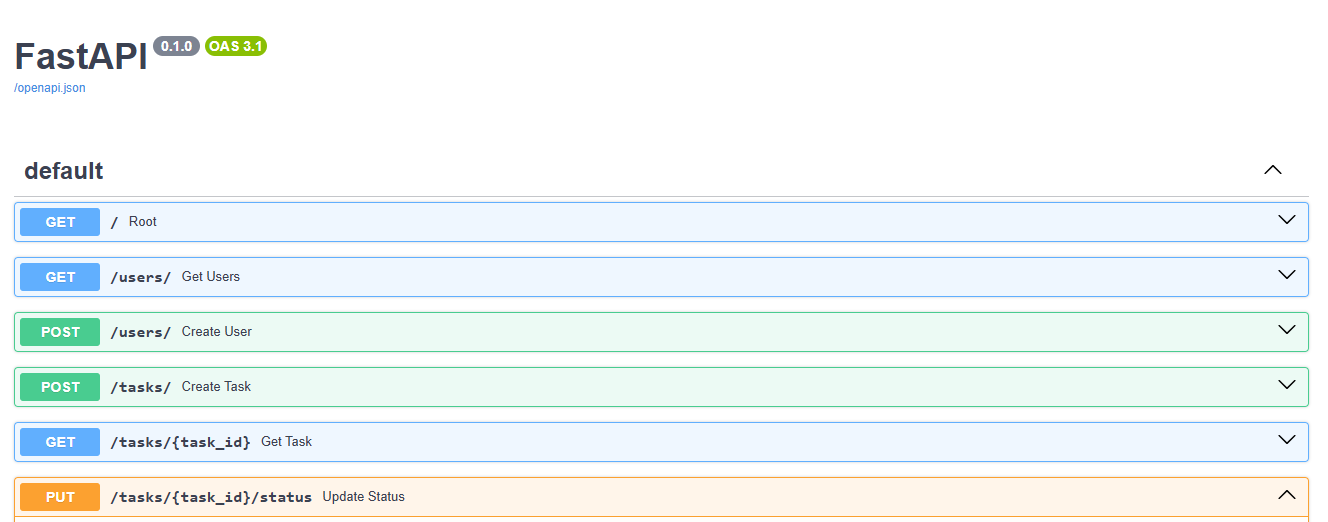 FastAPI 0.1.0 OAS 3.1
/openapi.json
default
GET / Root
GET /users/ Get Users
POST /users/ Create User
POST /tasks/ Create Task
GET /tasks/{task_id} Get Task
PUT /tasks/{task_id}/status Update Status